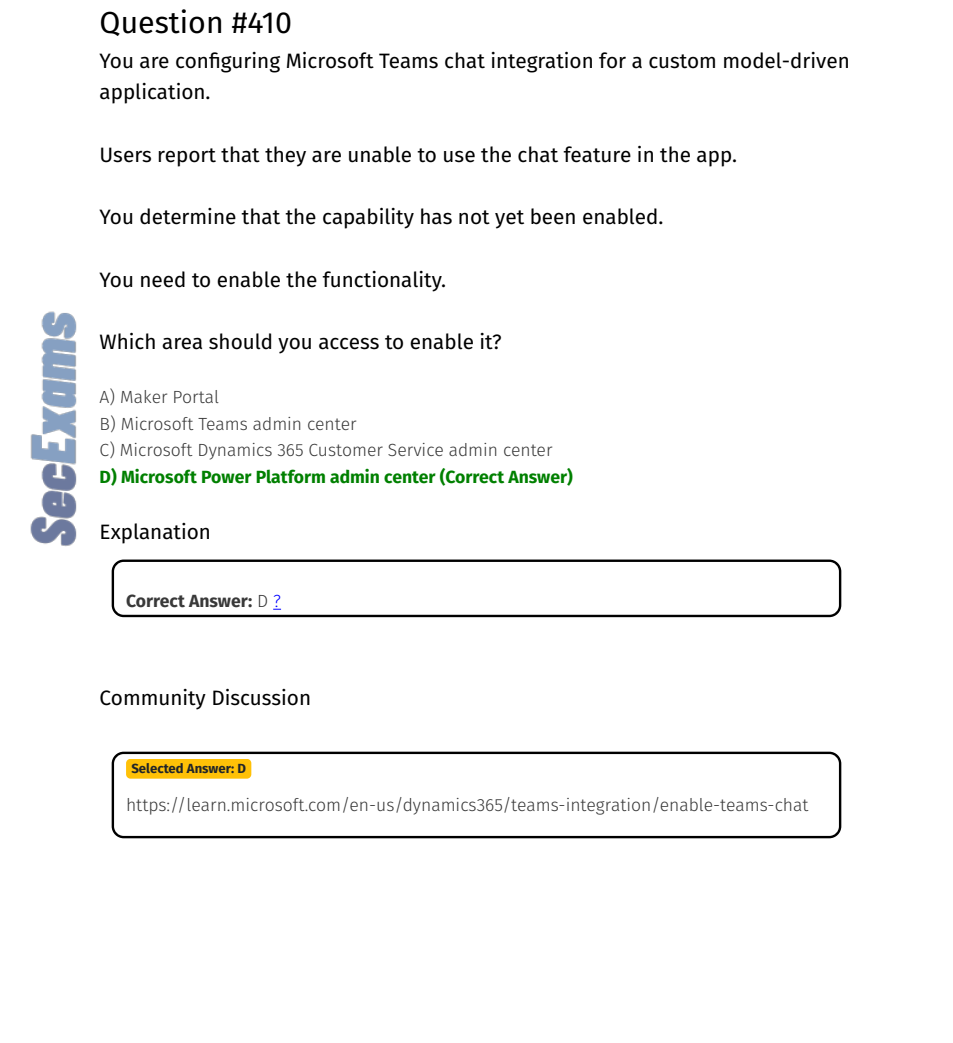 Question #410
You are configuring Microsoft Teams chat integration for a custom model-driven
application.
Users report that they are unable to use the chat feature in the app.
You determine that the capability has not yet been enabled.
You need to enable the functionality.
Which area should you access to enable it?
A) Maker Portal
B) Microsoft Teams admin center
C) Microsoft Dynamics 365 Customer Service admin center
D) Microsoft Power Platform admin center (Correct Answer)
SecExams
Explanation
Correct Answer: D ?
Community Discussion
Selected Answer: D
https://learn.microsoft.com/en-us/dynamics365/teams-integration/enable-teams-chat